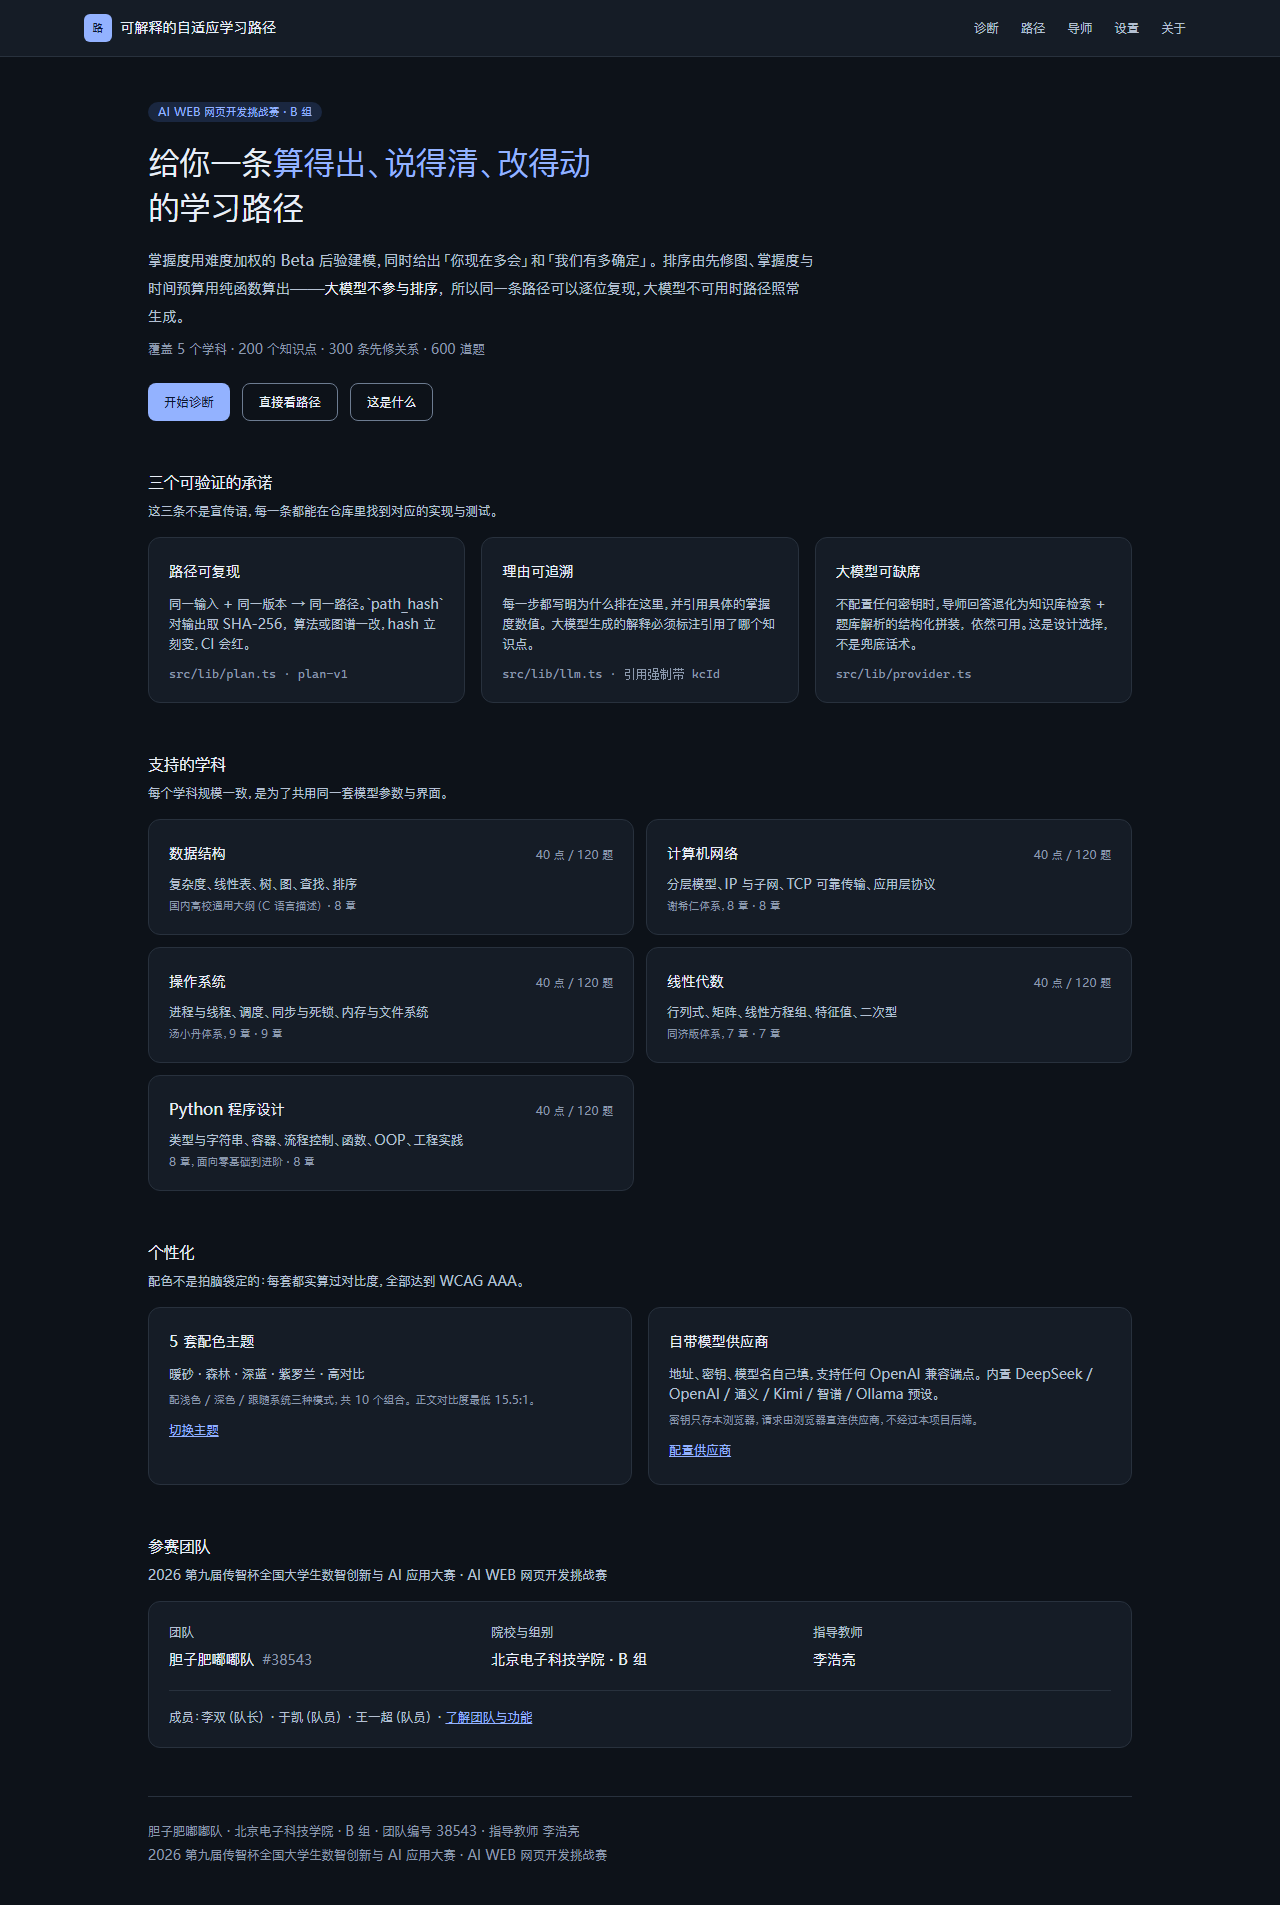 路 可解释的自适应学习路径 诊断 路径 导师 设置 关于
AI WEB 网页开发挑战赛 · B 组
给你一条算得出、说得清、改得动
的学习路径
掌握度用难度加权的 Beta 后验建模，同时给出「你现在多会」和「我们有多确定」。排序由先修图、掌握度与
时间预算用纯函数算出——大模型不参与排序，所以同一条路径可以逐位复现，大模型不可用时路径照常
生成。
覆盖 5 个学科 · 200 个知识点 · 300 条先修关系 · 600 道题
开始诊断 直接看路径 这是什么
三个可验证的承诺
这三条不是宣传语，每一条都能在仓库里找到对应的实现与测试。
路径可复现
同一输入 + 同一版本 → 同一路径。`path_hash`
对输出取 SHA-256，算法或图谱一改，hash 立
刻变，CI 会红。
src/lib/plan.ts · plan-v1
理由可追溯
每一步都写明为什么排在这里，并引用具体的掌握
度数值。大模型生成的解释必须标注引用了哪个知
识点。
src/lib/llm.ts · 引用强制带 kcId
大模型可缺席
不配置任何密钥时，导师回答退化为知识库检索 +
题库解析的结构化拼装，依然可用。这是设计选择，
不是兜底话术。
src/lib/provider.ts
支持的学科
每个学科规模一致，是为了共用同一套模型参数与界面。
数据结构 40 点 / 120 题
复杂度、线性表、树、图、查找、排序
国内高校通用大纲（C 语言描述） · 8 章
计算机网络 40 点 / 120 题
分层模型、IP 与子网、TCP 可靠传输、应用层协议
谢希仁体系，8 章 · 8 章
操作系统 40 点 / 120 题
进程与线程、调度、同步与死锁、内存与文件系统
汤小丹体系，9 章 · 9 章
线性代数 40 点 / 120 题
行列式、矩阵、线性方程组、特征值、二次型
同济版体系，7 章 · 7 章
Python 程序设计 40 点 / 120 题
类型与字符串、容器、流程控制、函数、OOP、工程实践
8 章，面向零基础到进阶 · 8 章
个性化
配色不是拍脑袋定的：每套都实算过对比度，全部达到 WCAG AAA。
5 套配色主题
暖砂 · 森林 · 深蓝 · 紫罗兰 · 高对比
配浅色 / 深色 / 跟随系统三种模式，共 10 个组合。正文对比度最低 15.5:1。
切换主题
自带模型供应商
地址、密钥、模型名自己填，支持任何 OpenAI 兼容端点。内置 DeepSeek /
OpenAI / 通义 / Kimi / 智谱 / Ollama 预设。
密钥只存本浏览器，请求由浏览器直连供应商，不经过本项目后端。
配置供应商
参赛团队
2026 第九届传智杯全国大学生数智创新与 AI 应用大赛 · AI WEB 网页开发挑战赛
团队 院校与组别 指导教师
胆子肥嘟嘟队 #38543 北京电子科技学院 · B 组 李浩亮
成员：李双（队长） · 于凯（队员） · 王一超（队员） · 了解团队与功能
胆子肥嘟嘟队 · 北京电子科技学院 · B 组 · 团队编号 38543 · 指导教师 李浩亮
2026 第九届传智杯全国大学生数智创新与 AI 应用大赛 · AI WEB 网页开发挑战赛